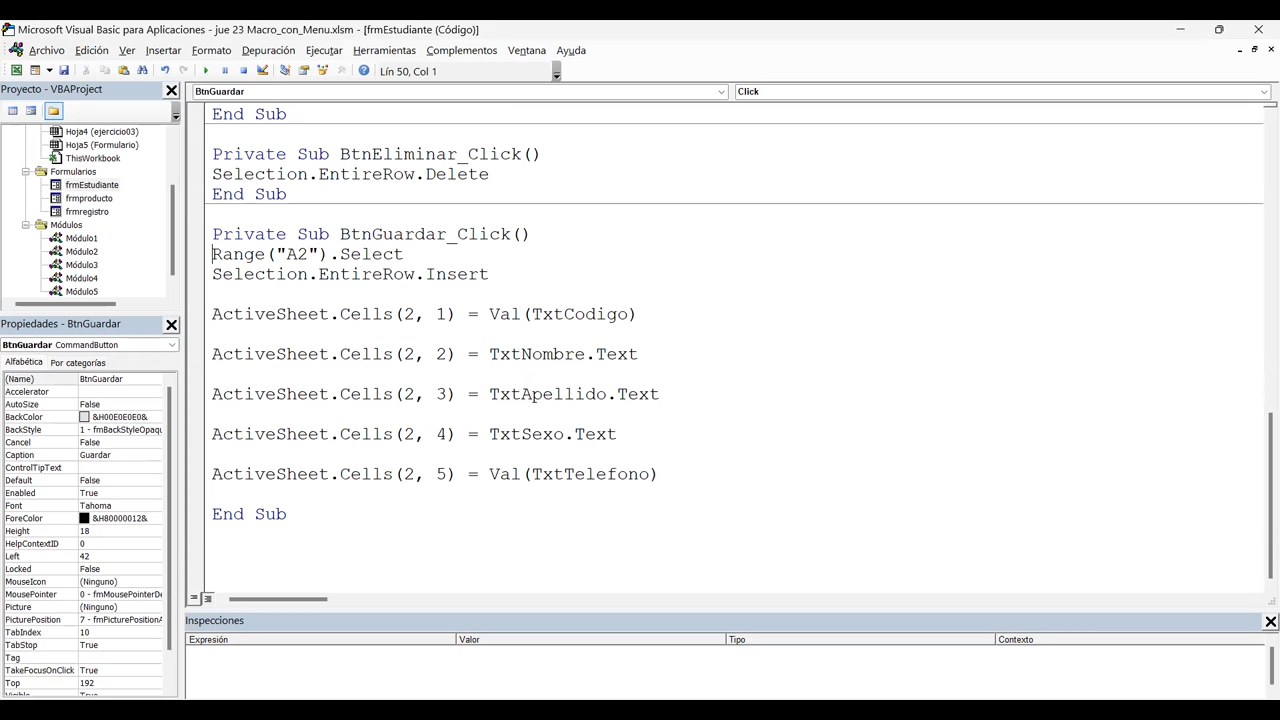 Microsoft Visual Basic para Aplicaciones - jue 23 Macro_con_Menu.xlsm - [frmEstudiante (Código)]
Archivo Edición Ver Insertar Formato Depuración Ejecutar Herramientas Complementos Ventana Ayuda
Lín 50, Col 1
Proyecto - VBAProject
Hoja4 (ejercicio03)
Hoja5 (Formulario)
ThisWorkbook
Formularios
frmEstudiante
frmproducto
frmregistro
Módulos
Módulo1
Módulo2
Módulo3
Módulo4
Módulo5
Propiedades - BtnGuardar
BtnGuardar CommandButton
Alfabética Por categorías
(Name) BtnGuardar
Accelerator
AutoSize False
BackColor &H00E0E0E0&
BackStyle 1 - fmBackStyleOpaqu
Cancel False
Caption Guardar
ControlTipText
Default False
Enabled True
Font Tahoma
ForeColor &H80000012&
Height 18
HelpContextID 0
Left 42
Locked False
MouseIcon (Ninguno)
MousePointer 0 - fmMousePointerDe
Picture (Ninguno)
PicturePosition 7 - fmPicturePositionA
TabIndex 10
TabStop True
Tag
TakeFocusOnClick True
Top 192
Visible True
BtnGuardar Click
End Sub
Private Sub BtnEliminar_Click()
Selection.EntireRow.Delete
End Sub
Private Sub BtnGuardar_Click()
Range("A2").Select
Selection.EntireRow.Insert
ActiveSheet.Cells(2, 1) = Val(TxtCodigo)
ActiveSheet.Cells(2, 2) = TxtNombre.Text
ActiveSheet.Cells(2, 3) = TxtApellido.Text
ActiveSheet.Cells(2, 4) = TxtSexo.Text
ActiveSheet.Cells(2, 5) = Val(TxtTelefono)
End Sub
Inspecciones
Expresión Valor Tipo Contexto